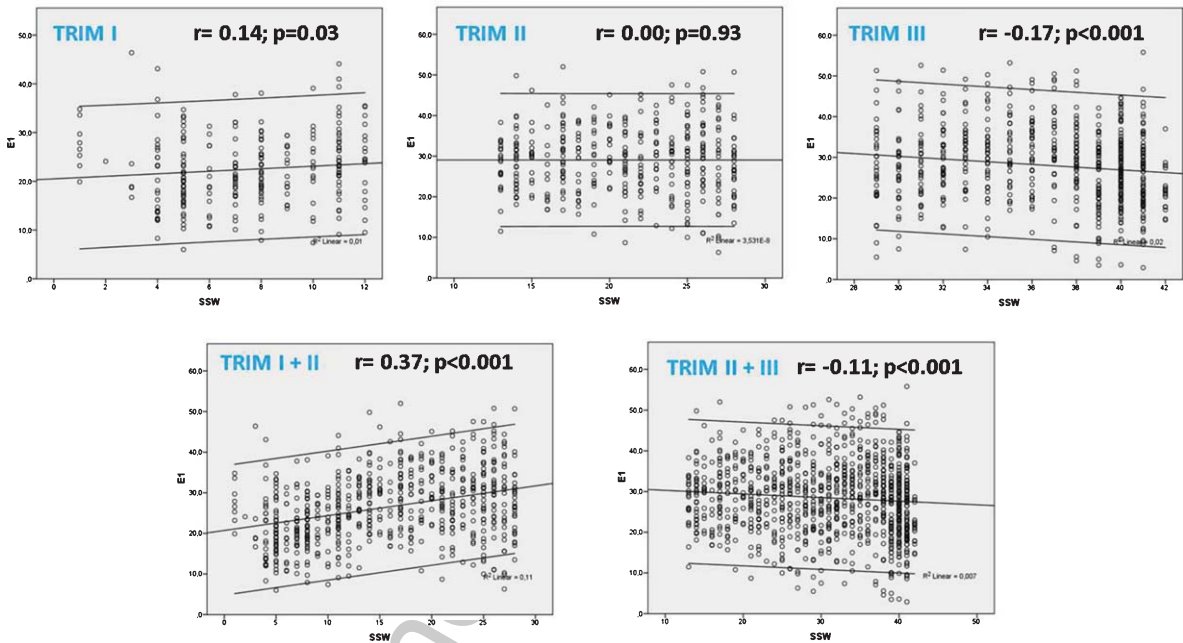 TRIM I r= 0.14; p=0.03
50,0
40,0
30,0
20,0
10,0
,0
E1
R² Linear = 0,01
0 2 4 6 8 10 12
SSW
TRIM II r= 0.00; p=0.93
60,0
50,0
40,0
30,0
20,0
10,0
,0
E1
R² Linear = 3,531E-8
10 15 20 25 30
SSW
TRIM III r= -0.17; p<0.001
60,0
50,0
40,0
30,0
20,0
10,0
,0
E1
R² Linear = 0,02
28 30 32 34 36 38 40 42
SSW
TRIM I + II r= 0.37; p<0.001
60,0
50,0
40,0
30,0
20,0
10,0
,0
E1
R² Linear = 0,11
0 5 10 15 20 25 30
SSW
TRIM II + III r= -0.11; p<0.001
60,0
50,0
40,0
30,0
20,0
10,0
,0
E1
R² Linear = 0,007
10 20 30 40 50
SSW